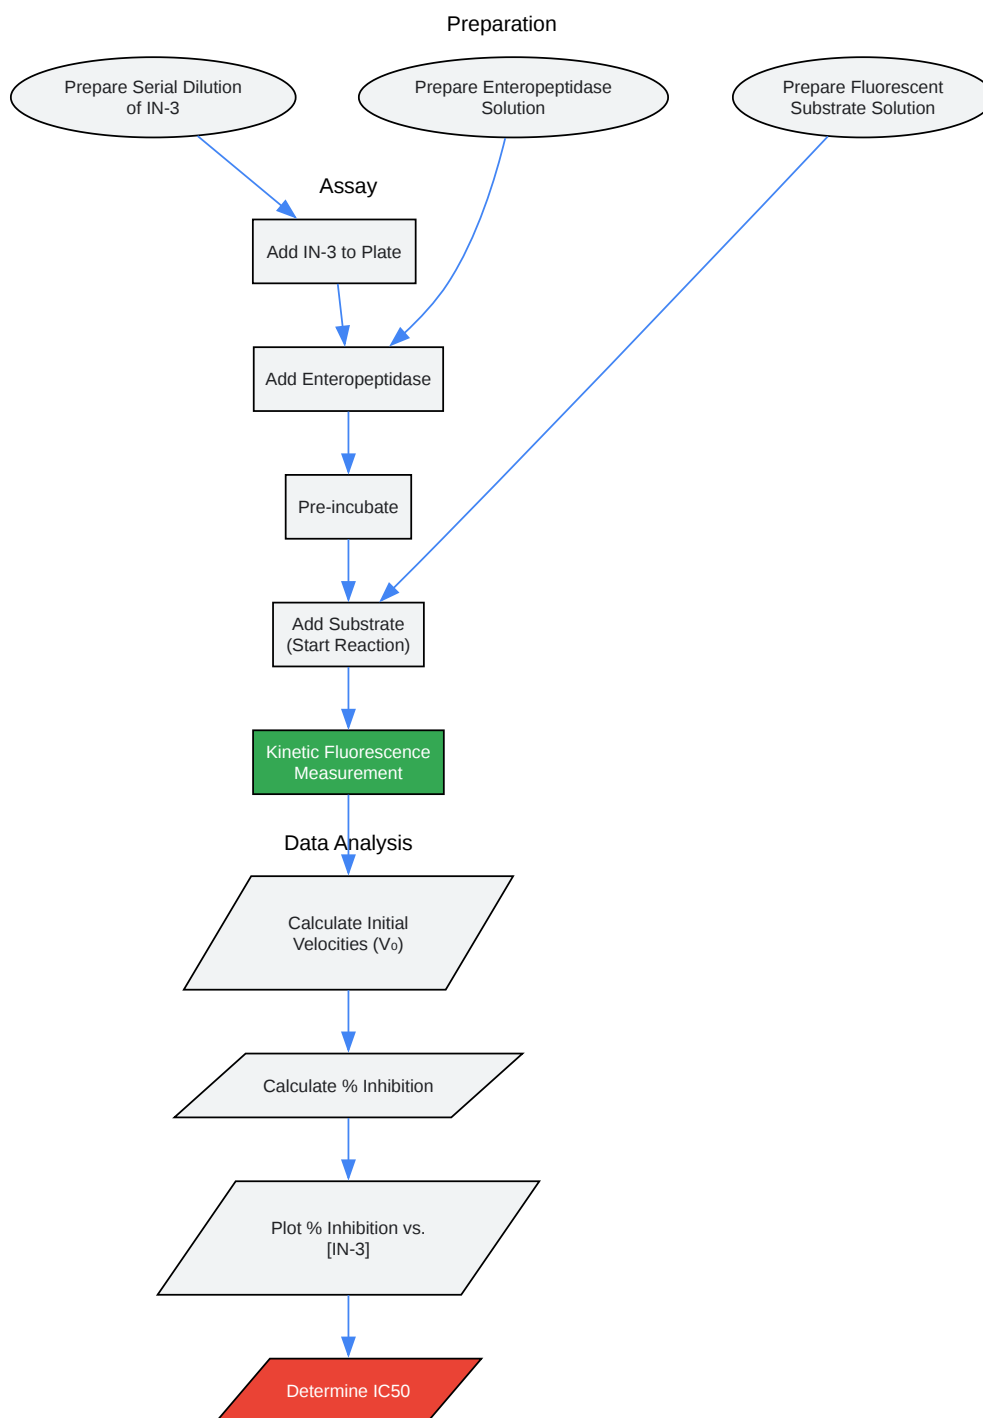 Preparation
Prepare Serial Dilution
of IN-3
Prepare Enteropeptidase
Solution
Prepare Fluorescent
Substrate Solution
Assay
Add IN-3 to Plate
Add Enteropeptidase
Pre-incubate
Add Substrate
(Start Reaction)
Kinetic Fluorescence
Measurement
Data Analysis
Calculate Initial
Velocities (V₀)
Calculate % Inhibition
Plot % Inhibition vs.
[IN-3]
Determine IC50